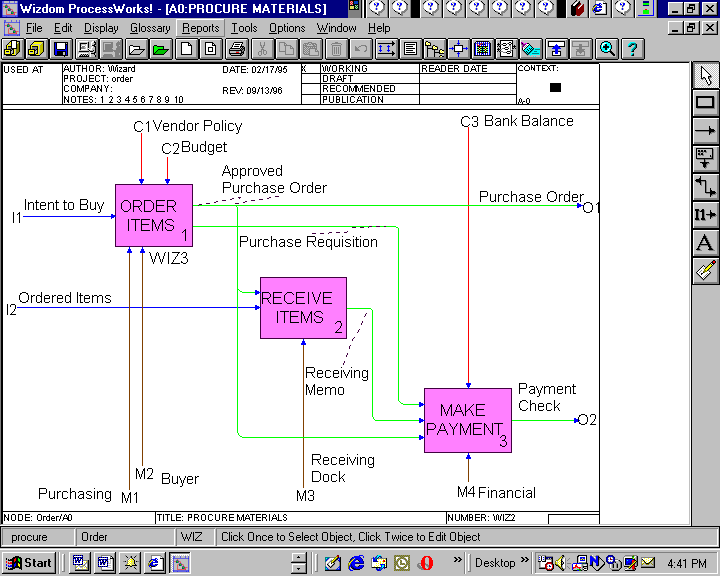 Wizdom ProcessWorks! - [A0:PROCURE MATERIALS]
File Edit Display Glossary Reports Tools Options Window Help
USED AT
AUTHOR: Wizard
DATE: 02/17/95
X
WORKING
READER DATE
CONTEXT:
PROJECT: order
DRAFT
COMPANY:
REV: 09/13/96
RECOMMENDED
NOTES: 1 2 3 4 5 6 7 8 9 10
PUBLICATION
A-0
C1 Vendor Policy
C2 Budget
C3 Bank Balance
Approved
Purchase Order
Purchase Order
O1
I1
Intent to Buy
ORDER
ITEMS
1
WIZ3
Purchase Requisition
I2
Ordered Items
RECEIVE
ITEMS
2
Receiving
Memo
MAKE
PAYMENT
3
Payment
Check
O2
Receiving
Dock
M3
M2 Buyer
Purchasing M1
M4 Financial
NODE: Order/A0
TITLE: PROCURE MATERIALS
NUMBER: WIZ2
procure
Order
WIZ
Click Once to Select Object, Click Twice to Edit Object
I1
A
Start
Desktop
4:41 PM